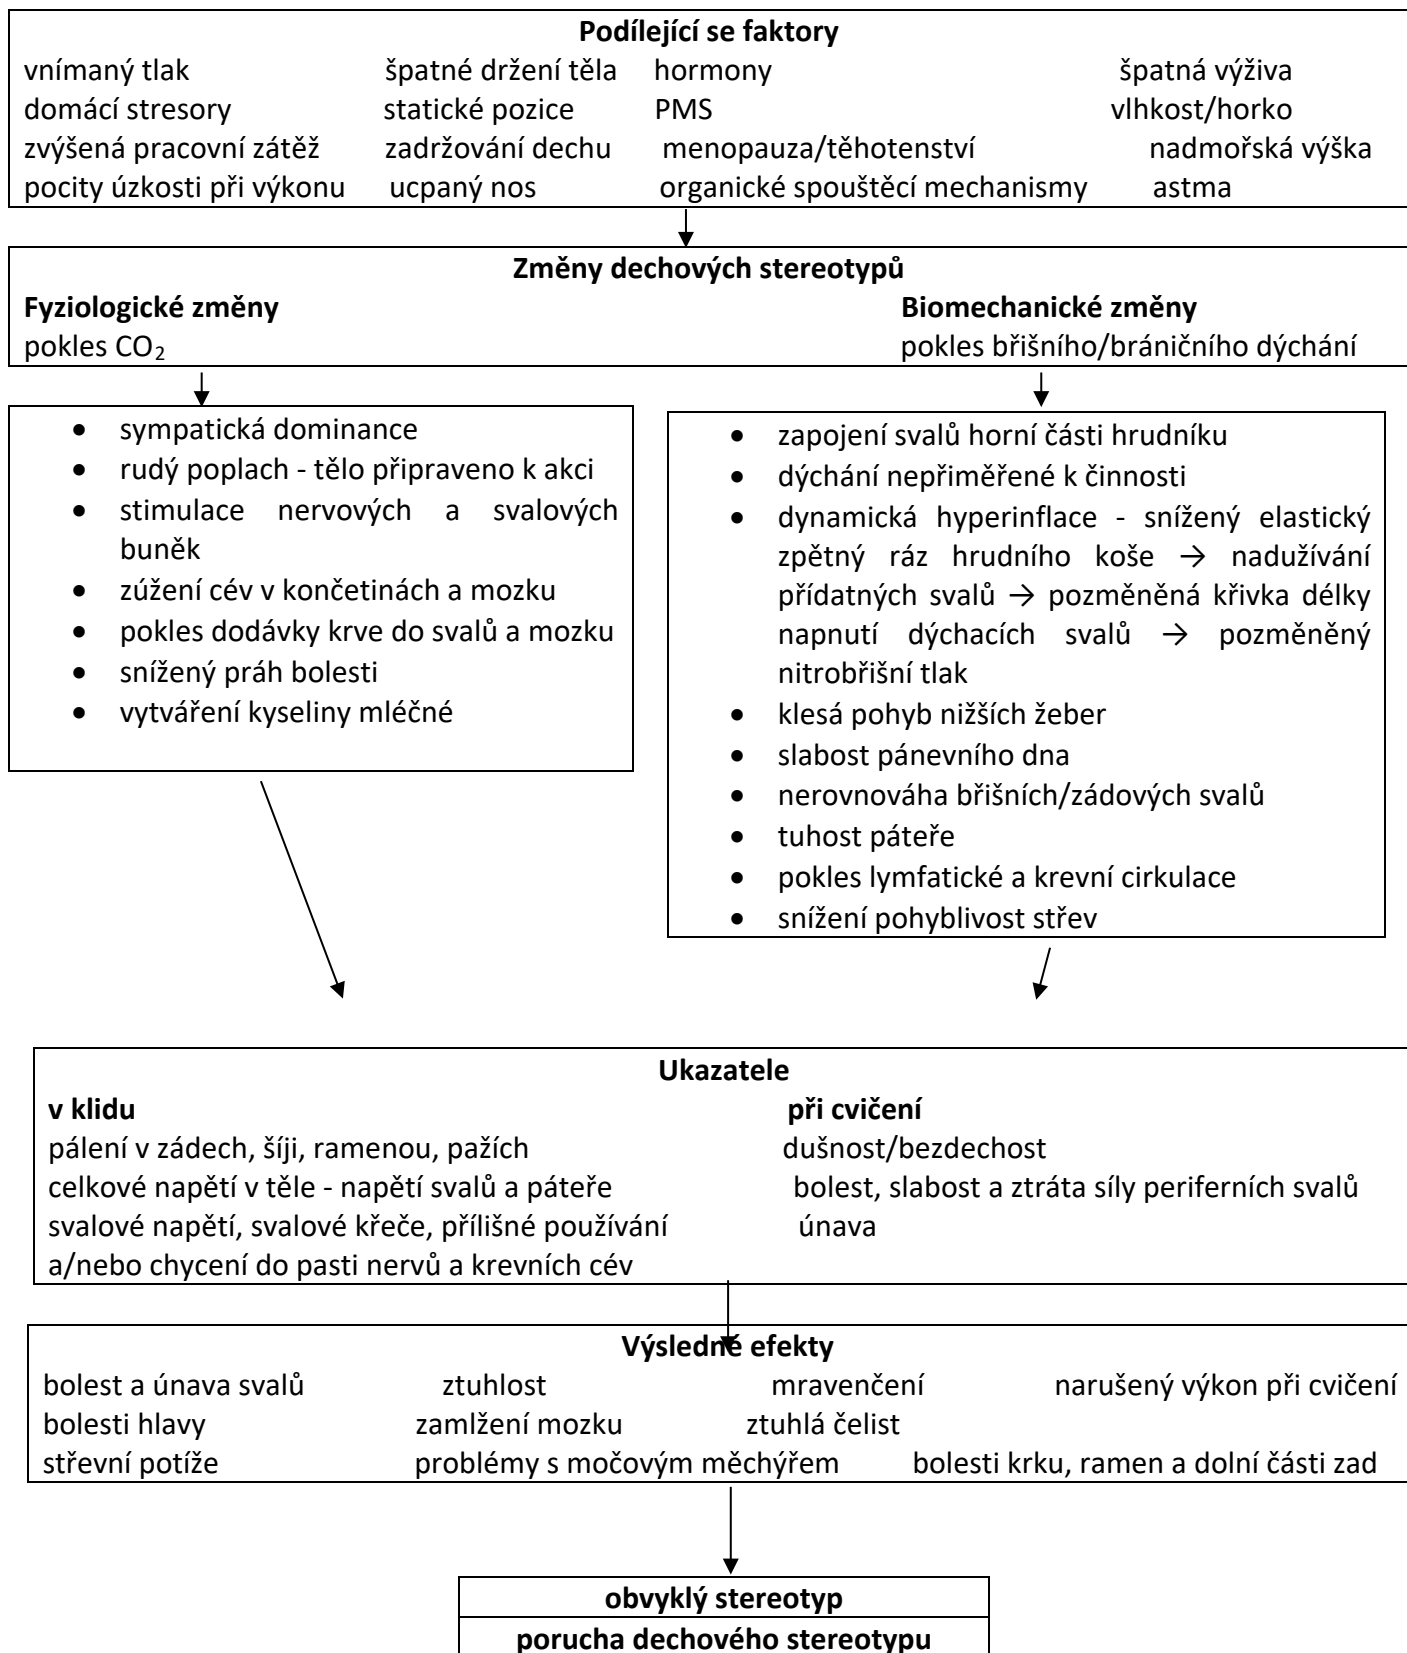 Podílející se faktory
vnímaný tlak špatné držení těla hormony špatná výživa
domácí stresory statické pozice PMS vlhkost/horko
zvýšená pracovní zátěž zadržování dechu menopauza/těhotenství nadmořská výška
pocity úzkosti při výkonu ucpaný nos organické spouštěcí mechanismy astma
Změny dechových stereotypů
Fyziologické změny Biomechanické změny
pokles CO₂ pokles břišního/bráničního dýchání
• sympatická dominance
• rudý poplach - tělo připraveno k akci
• stimulace nervových a svalových
buněk
• zúžení cév v končetinách a mozku
• pokles dodávky krve do svalů a mozku
• snížený práh bolesti
• vytváření kyseliny mléčné
• zapojení svalů horní části hrudníku
• dýchání nepřiměřené k činnosti
• dynamická hyperinflace - snížený elastický
zpětný ráz hrudního koše → nadužívání
přídatných svalů → pozměněná křivka délky
napnutí dýchacích svalů → pozměněný
nitrobřišní tlak
• klesá pohyb nižších žeber
• slabost pánevního dna
• nerovnováha břišních/zádových svalů
• tuhost páteře
• pokles lymfatické a krevní cirkulace
• snížení pohyblivost střev
Ukazatele
v klidu při cvičení
pálení v zádech, šíji, ramenou, pažích dušnost/bezdechost
celkové napětí v těle - napětí svalů a páteře bolest, slabost a ztráta síly periferních svalů
svalové napětí, svalové křeče, přílišné používání únava
a/nebo chycení do pasti nervů a krevních cév
Výsledné efekty
bolest a únava svalů ztuhlost mravenčení narušený výkon při cvičení
bolesti hlavy zamlžení mozku ztuhlá čelist
střevní potíže problémy s močovým měchýřem bolesti krku, ramen a dolní části zad
obvyklý stereotyp
porucha dechového stereotypu